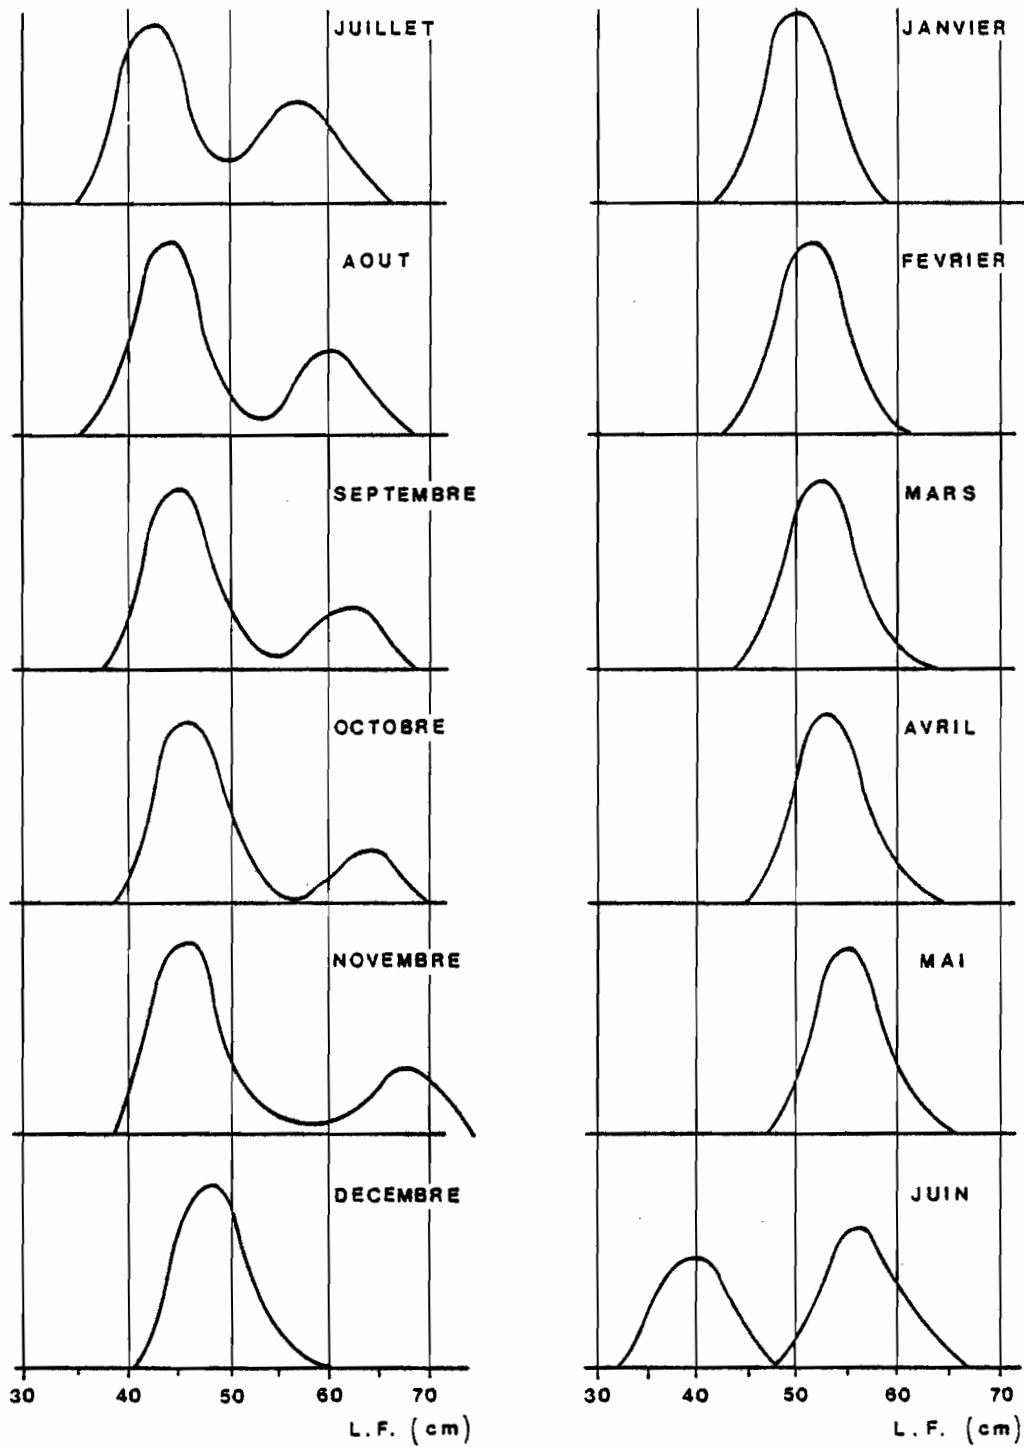 JUILLET
AOUT
SEPTEMBRE
OCTOBRE
NOVEMBRE
DECEMBRE
30 40 50 60 70
L.F. (cm)
JANVIER
FEVRIER
MARS
AVRIL
MAI
JUIN
30 40 50 60 70
L.F. (cm)